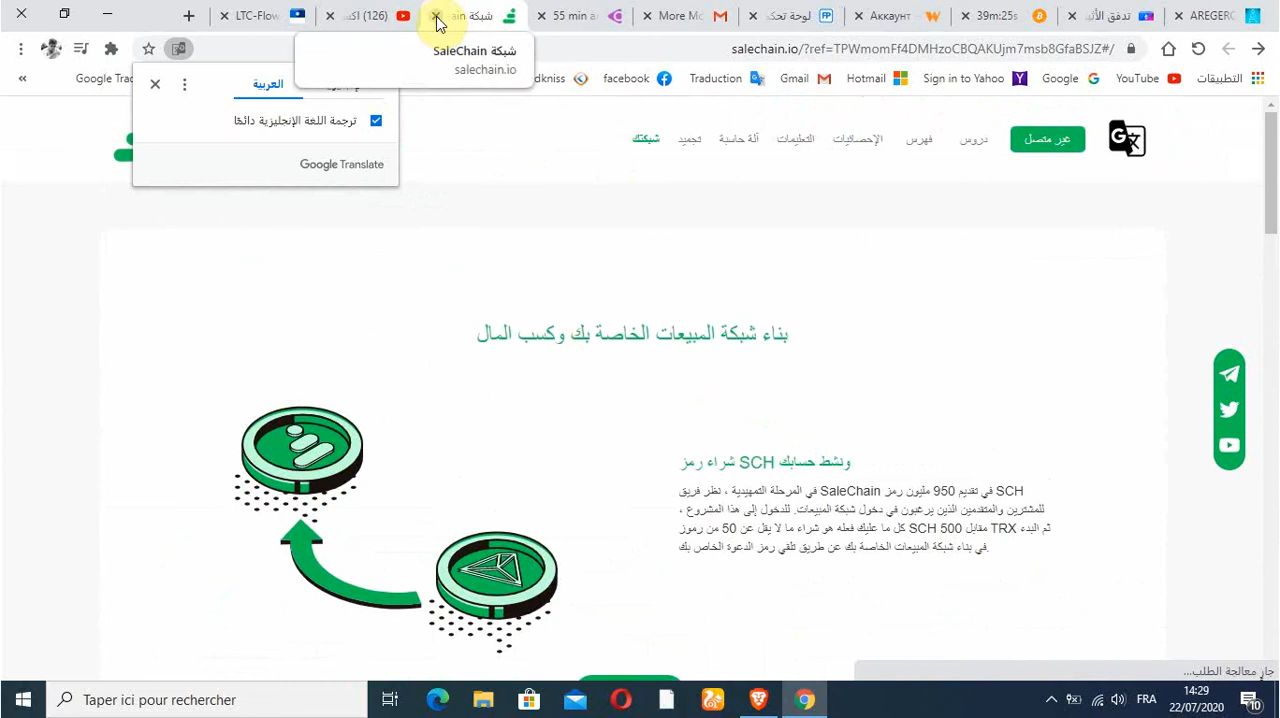 LTC-Flow
(126)
شبكة
55 min
More Mo
لوحة تحك
Аккаунт
39m:25s
تدفق الأت
AREGERC
salechain.io/?ref=TPWmomFf4DMHzoCBQAKUjm7msb8GfaBSJZ#/
شبكة SaleChain
salechain.io
«
Google Trac
dkniss
facebook
Traduction
Gmail
Hotmail
Sign in to Yahoo
Google
YouTube
التطبيقات
العربية
ترجمة اللغة الإنجليزية دائمًا
Google Translate
غير متصل
دروس
فهرس
الإحصائيات
التعليمات
آلة حاسبة
تجميد
شبكتك
بناء شبكة المبيعات الخاصة بك وكسب المال
ونشط حسابك SCH شراء رمز
SCH في تقديم 950 مليون رمز SaleChain في المرحلة التمهيدية ، نظر فريق
للمشترين والمتقدمين الذين يرغبون في دخول شبكة المبيعات. للدخول إلى هذا المشروع ،
ثم البدء TRX مقابل SCH 500 كل ما عليك فعله هو شراء ما لا يقل عن 50 من رموز
في بناء شبكة المبيعات الخاصة بك عن طريق تلقي رمز الدعوة الخاص بك.
جارٍ معالجة الطلب...
Taper ici pour rechercher
FRA
14:29
22/07/2020
10